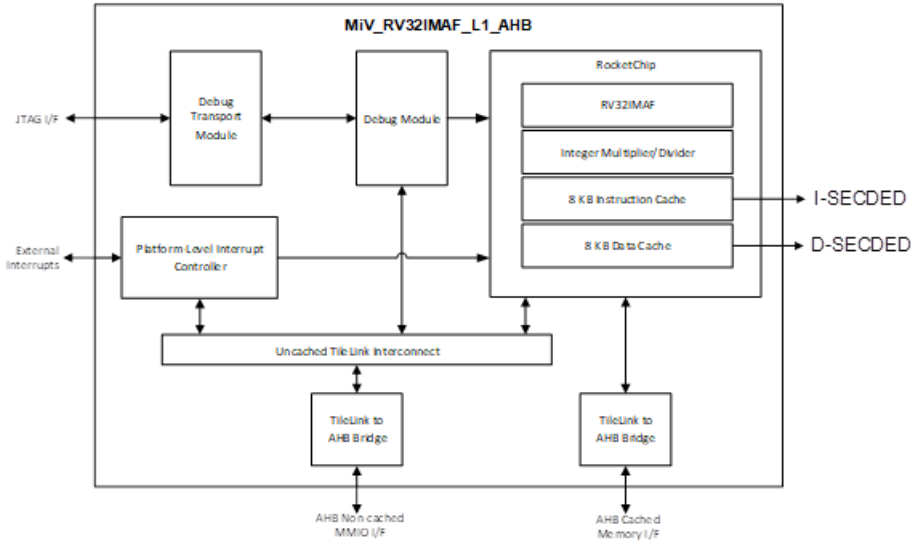 MiV_RV32IMAF_L1_AHB
RocketChip
Debug
Transport
Module
Debug Module
RV32IMAF
JTAG I/F
Integer Multiplier/Divider
8 KB Instruction Cache
I-SECDED
External
Interrupts
Platform-Level Interrupt
Controller
8 KB Data Cache
D-SECDED
Uncached TileLink Interconnect
TileLink to
AHB Bridge
TileLink to
AHB Bridge
AHB Non-cached
MMIO I/F
AHB Cached
Memory I/F